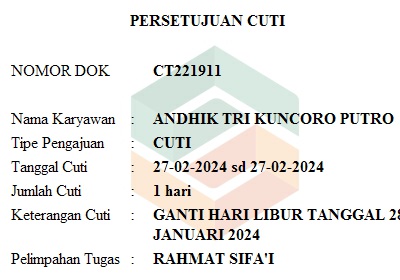 PERSETUJUAN CUTI
NOMOR DOK CT221911
Nama Karyawan : ANDHIK TRI KUNCORO PUTRO
Tipe Pengajuan : CUTI
Tanggal Cuti : 27-02-2024 sd 27-02-2024
Jumlah Cuti : 1 hari
Keterangan Cuti : GANTI HARI LIBUR TANGGAL 28
JANUARI 2024
Pelimpahan Tugas : RAHMAT SIFA'I